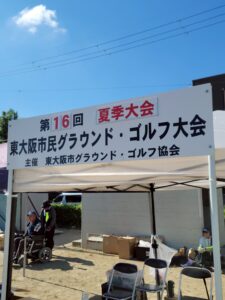 第16回 夏季大会
東大阪市民グラウンド・ゴルフ大会
主催 東大阪市グラウンド・ゴルフ協会